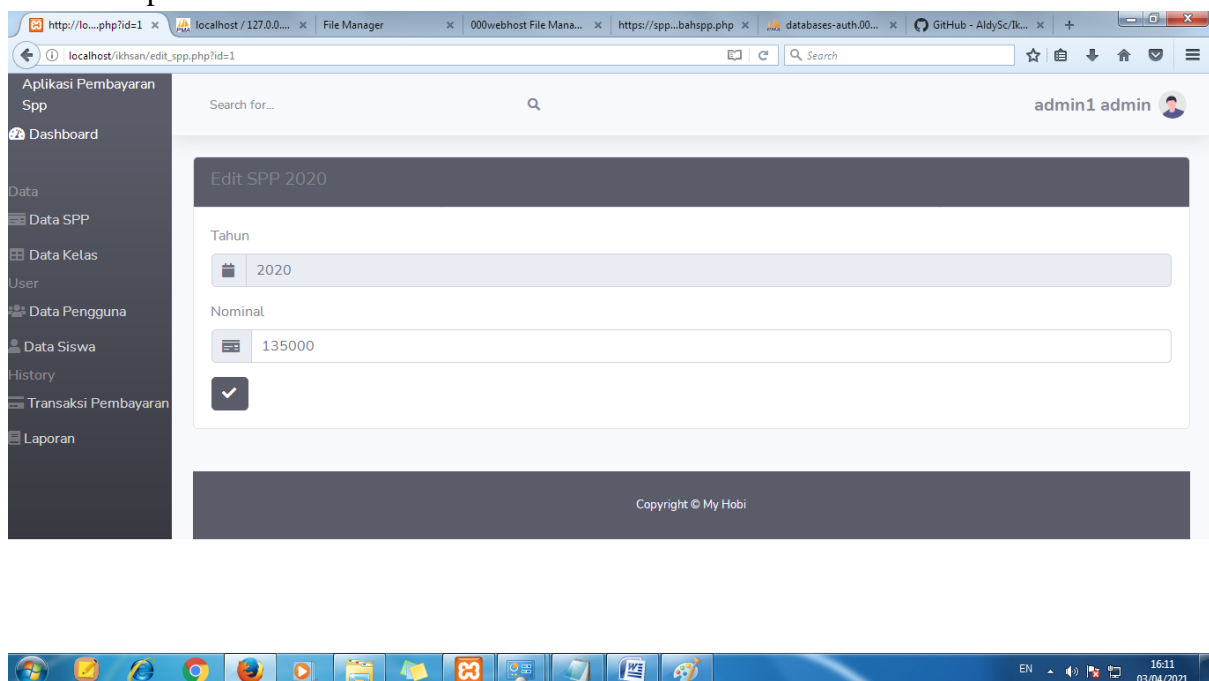 http://lo....php?id=1
localhost / 127.0.0....
File Manager
000webhost File Mana...
https://spp...bahspp.php
databases-auth.00...
GitHub - AldySc/Ik...
localhost/ikhsan/edit_spp.php?id=1
Search
Aplikasi Pembayaran
Spp
Search for...
admin1 admin
Dashboard
Edit SPP 2020
Data
Data SPP
Tahun
Data Kelas
2020
User
Data Pengguna
Nominal
Data Siswa
135000
History
Transaksi Pembayaran
Laporan
Copyright © My Hobi
EN
16:11
03/04/2021